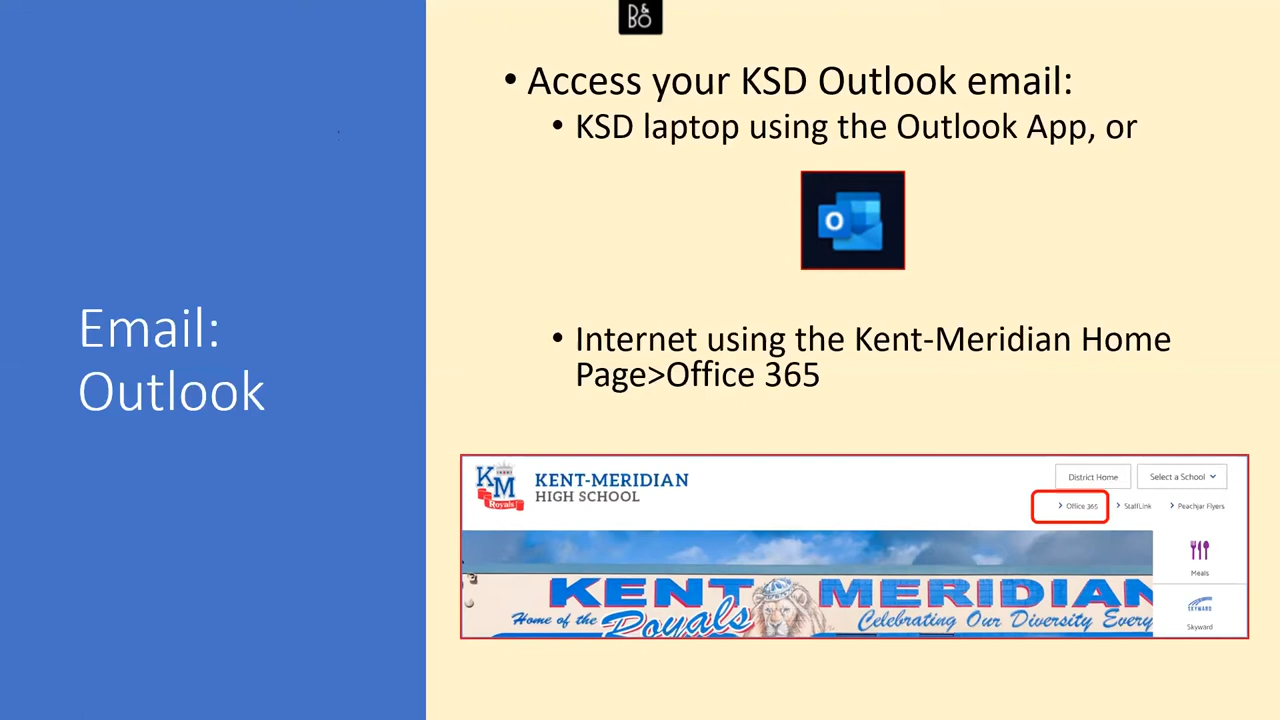 B&O
Email:
Outlook
• Access your KSD Outlook email:
• KSD laptop using the Outlook App, or
O
• Internet using the Kent-Meridian Home
Page>Office 365
KM
Royals
KENT-MERIDIAN
HIGH SCHOOL
District Home
Select a School
Office 365
StaffLink
Peachjar Flyers
KENT MERIDIAN
Home of the Royals
Celebrating Our Diversity Every
Meals
SKYWARD
Skyward